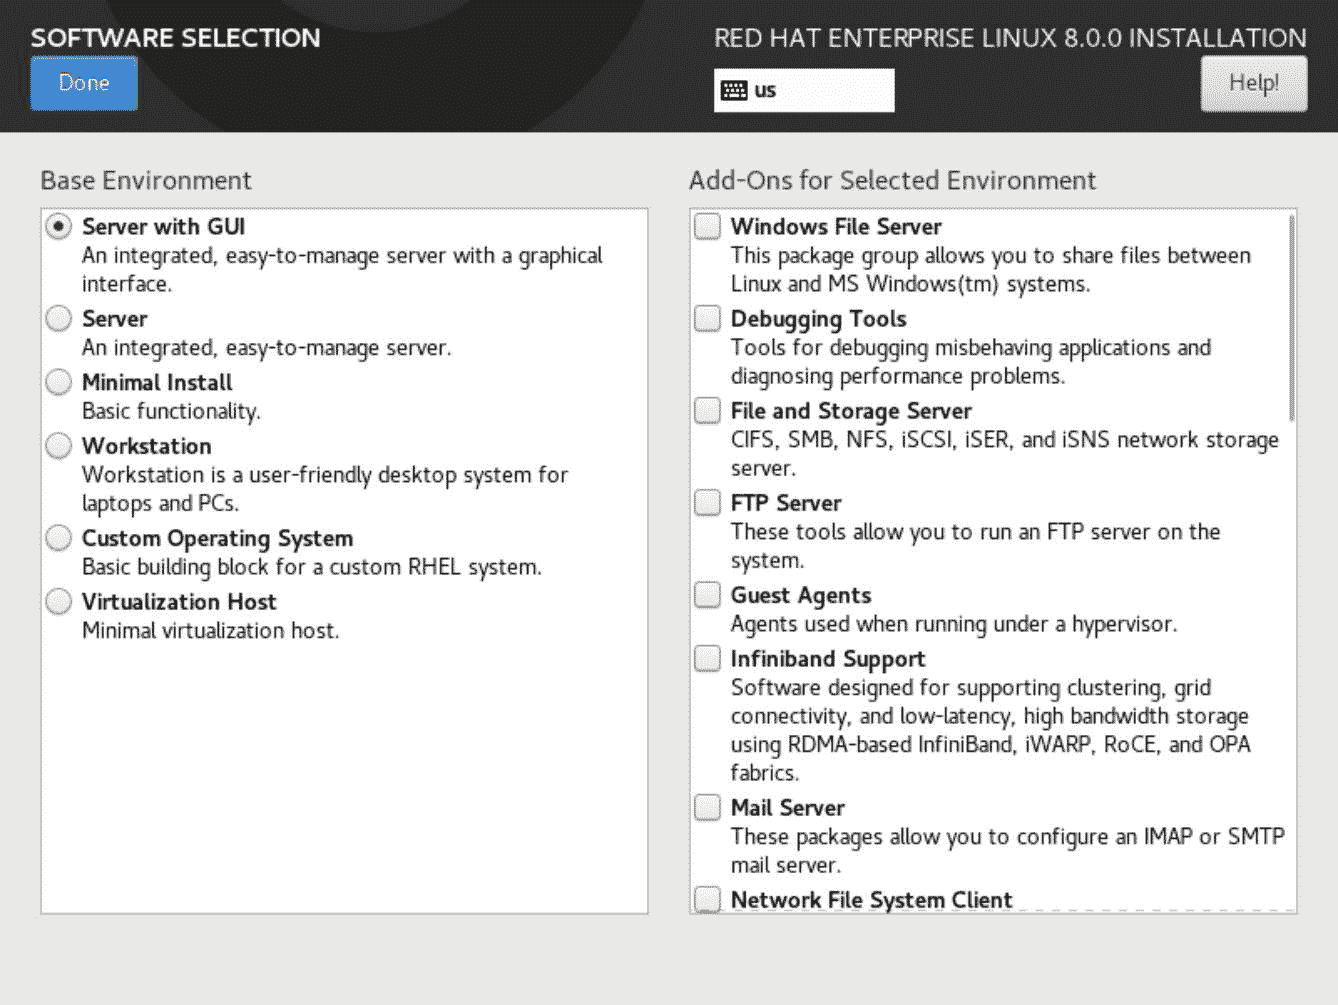 SOFTWARE SELECTION
Done
RED HAT ENTERPRISE LINUX 8.0.0 INSTALLATION
us
Help!
Base Environment
Server with GUI
An integrated, easy-to-manage server with a graphical
interface.
Server
An integrated, easy-to-manage server.
Minimal Install
Basic functionality.
Workstation
Workstation is a user-friendly desktop system for
laptops and PCs.
Custom Operating System
Basic building block for a custom RHEL system.
Virtualization Host
Minimal virtualization host.
Add-Ons for Selected Environment
Windows File Server
This package group allows you to share files between
Linux and MS Windows(tm) systems.
Debugging Tools
Tools for debugging misbehaving applications and
diagnosing performance problems.
File and Storage Server
CIFS, SMB, NFS, iSCSI, iSER, and iSNS network storage
server.
FTP Server
These tools allow you to run an FTP server on the
system.
Guest Agents
Agents used when running under a hypervisor.
Infiniband Support
Software designed for supporting clustering, grid
connectivity, and low-latency, high bandwidth storage
using RDMA-based InfiniBand, iWARP, RoCE, and OPA
fabrics.
Mail Server
These packages allow you to configure an IMAP or SMTP
mail server.
Network File System Client